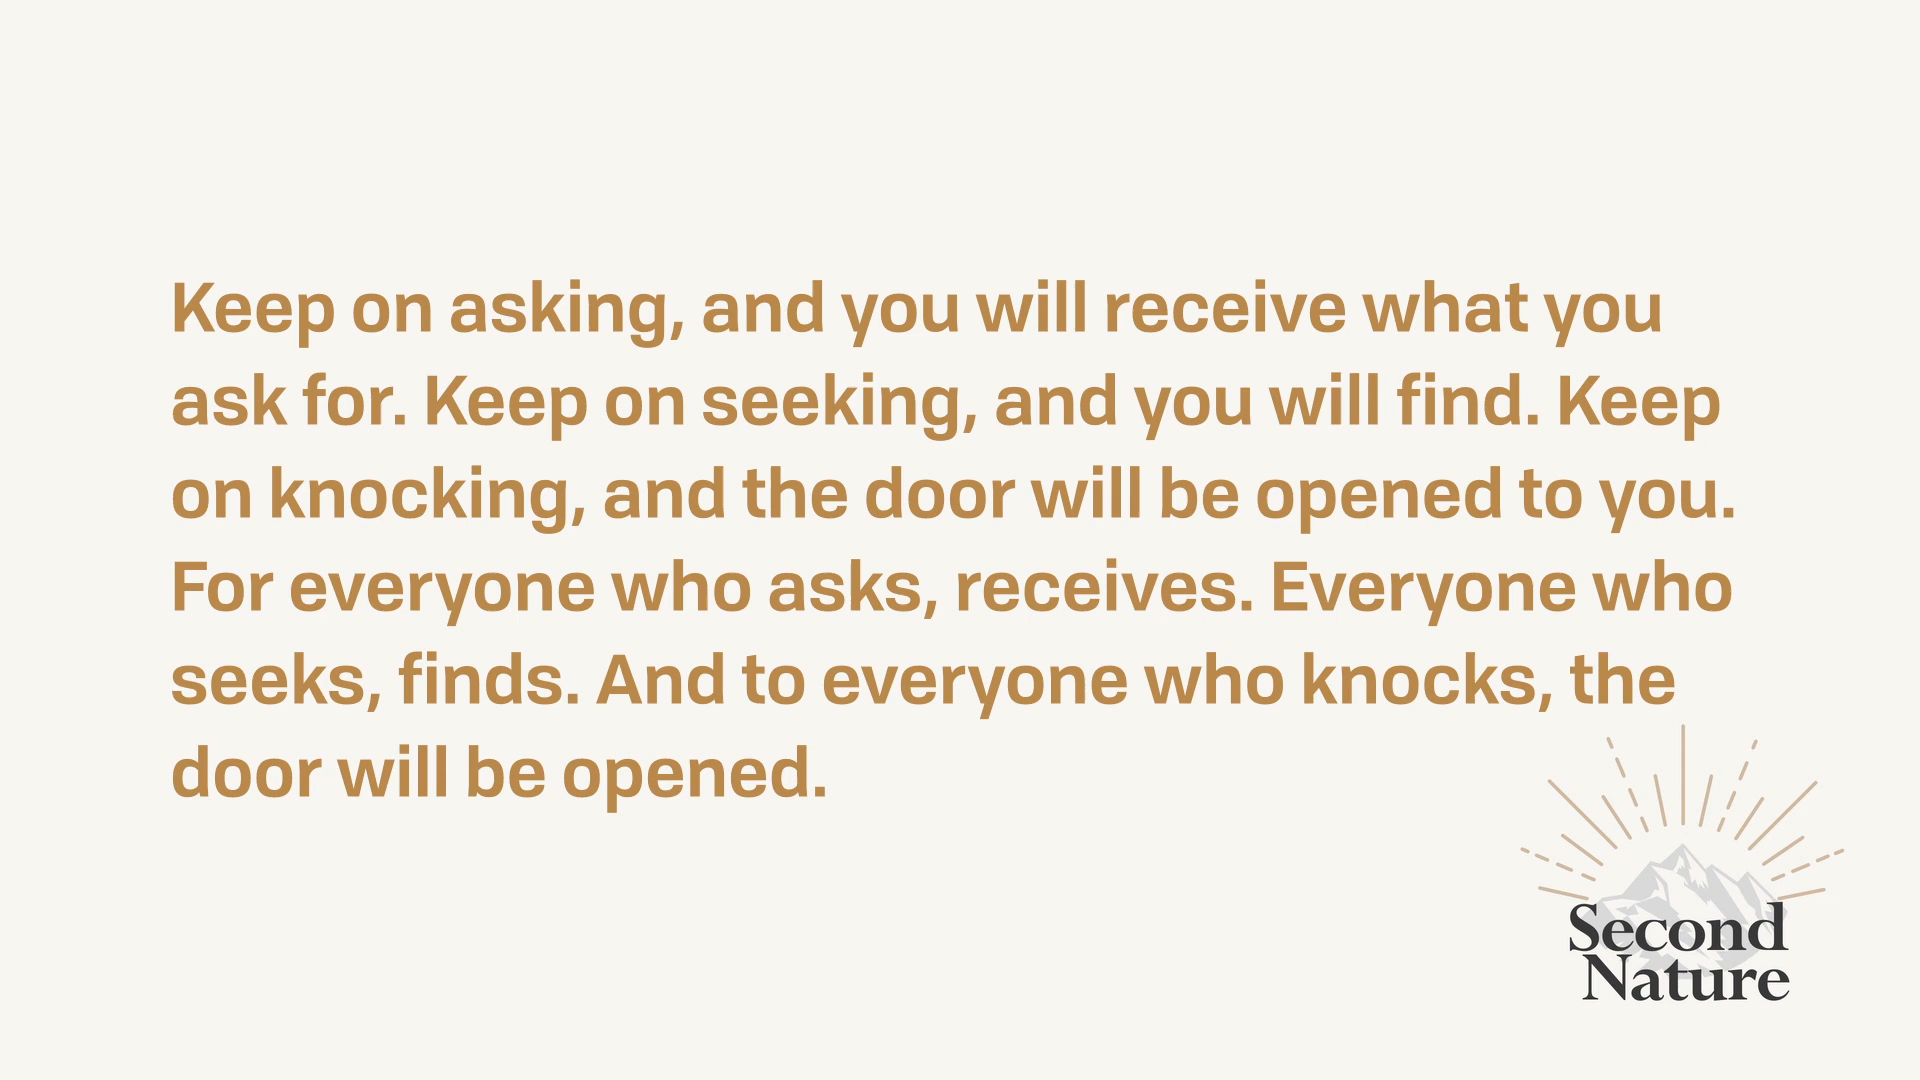 Keep on asking, and you will receive what you
ask for. Keep on seeking, and you will find. Keep
on knocking, and the door will be opened to you.
For everyone who asks, receives. Everyone who
seeks, finds. And to everyone who knocks, the
door will be opened.
Second
Nature